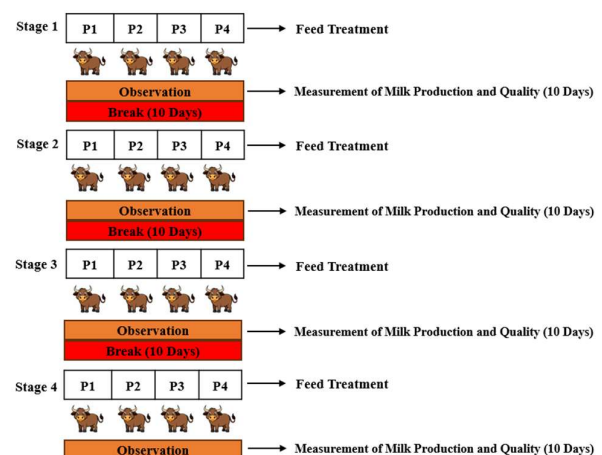 Stage 1 P1 P2 P3 P4 Feed Treatment
Observation Measurement of Milk Production and Quality (10 Days)
Break (10 Days)
Stage 2 P1 P2 P3 P4 Feed Treatment
Observation Measurement of Milk Production and Quality (10 Days)
Break (10 Days)
Stage 3 P1 P2 P3 P4 Feed Treatment
Observation Measurement of Milk Production and Quality (10 Days)
Break (10 Days)
Stage 4 P1 P2 P3 P4 Feed Treatment
Observation Measurement of Milk Production and Quality (10 Days)